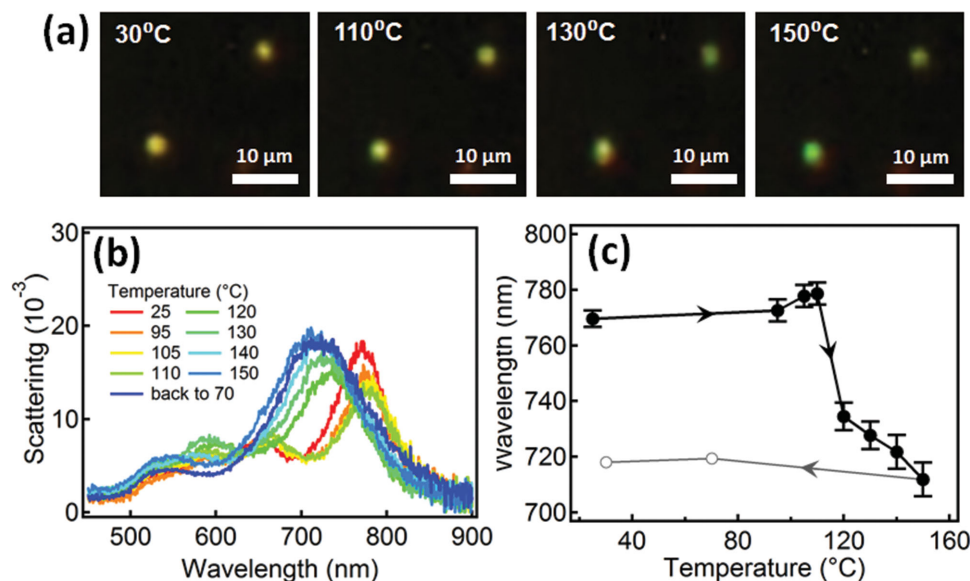 (a)
30°C
110°C
130°C
150°C
10 μm
10 μm
10 μm
10 μm
(b)
30
20
10
0
Scatterintg (10⁻³)
Temperature (°C)
25
120
95
130
105
140
110
150
back to 70
500
600
700
800
900
Wavelength (nm)
(c)
800
780
760
740
720
700
Wavelength (nm)
40
80
120
160
Temperature (°C)